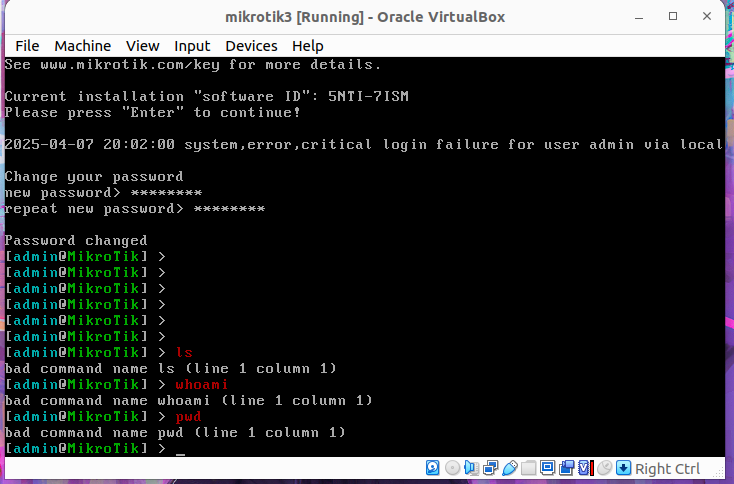 mikrotik3 [Running] - Oracle VirtualBox
File Machine View Input Devices Help
See www.mikrotik.com/key for more details.
Current installation "software ID": 5NTI-7ISM
Please press "Enter" to continue!
2025-04-07 20:02:00 system,error,critical login failure for user admin via local
Change your password
new password> ********
repeat new password> ********
Password changed
[admin@MikroTik] >
[admin@MikroTik] >
[admin@MikroTik] >
[admin@MikroTik] >
[admin@MikroTik] >
[admin@MikroTik] >
[admin@MikroTik] > ls
bad command name ls (line 1 column 1)
[admin@MikroTik] > whoami
bad command name whoami (line 1 column 1)
[admin@MikroTik] > pwd
bad command name pwd (line 1 column 1)
[admin@MikroTik] > _
Right Ctrl